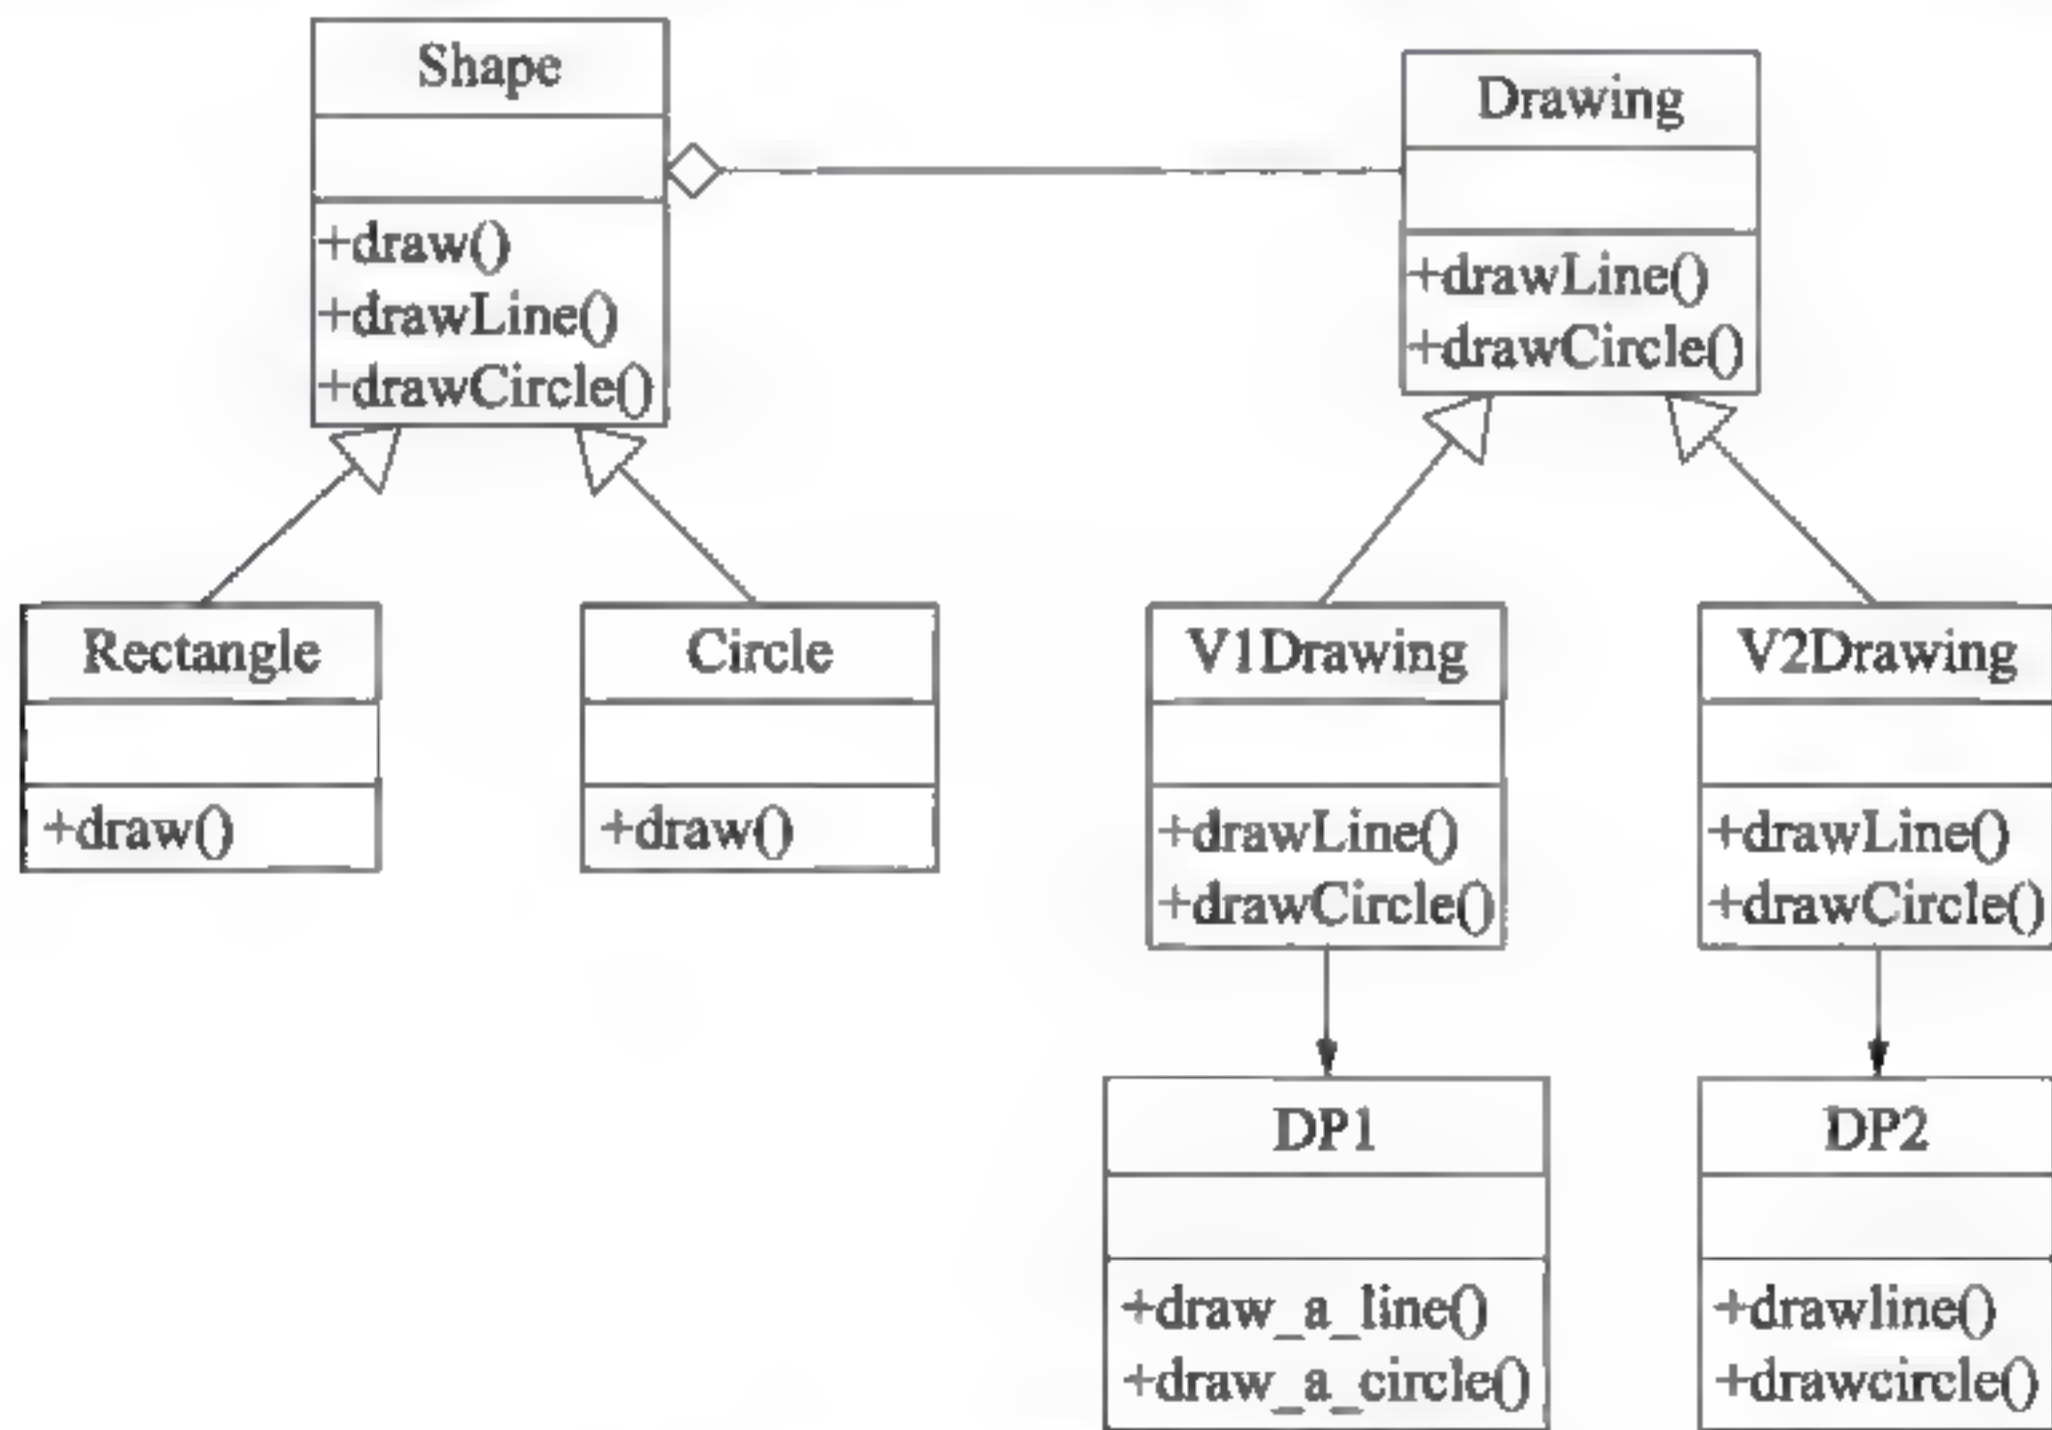 Shape
+draw()
+drawLine()
+drawCircle()
Drawing
+drawLine()
+drawCircle()
Rectangle
+draw()
Circle
+draw()
V1Drawing
+drawLine()
+drawCircle()
V2Drawing
+drawLine()
+drawCircle()
DP1
+draw_a_line()
+draw_a_circle()
DP2
+drawline()
+drawcircle()